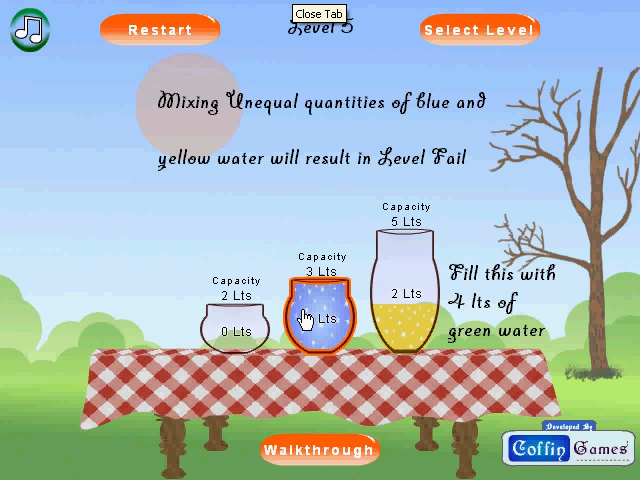 Close Tab
Restart
Level 5
Select Level
Mixing Unequal quantities of blue and
yellow water will result in Level Fail
Capacity
5 Lts
Capacity
3 Lts
Capacity
2 Lts
2 Lts
Lts
0 Lts
Fill this with
4 lts of
green water
Walkthrough
Developed By
Coffin Games